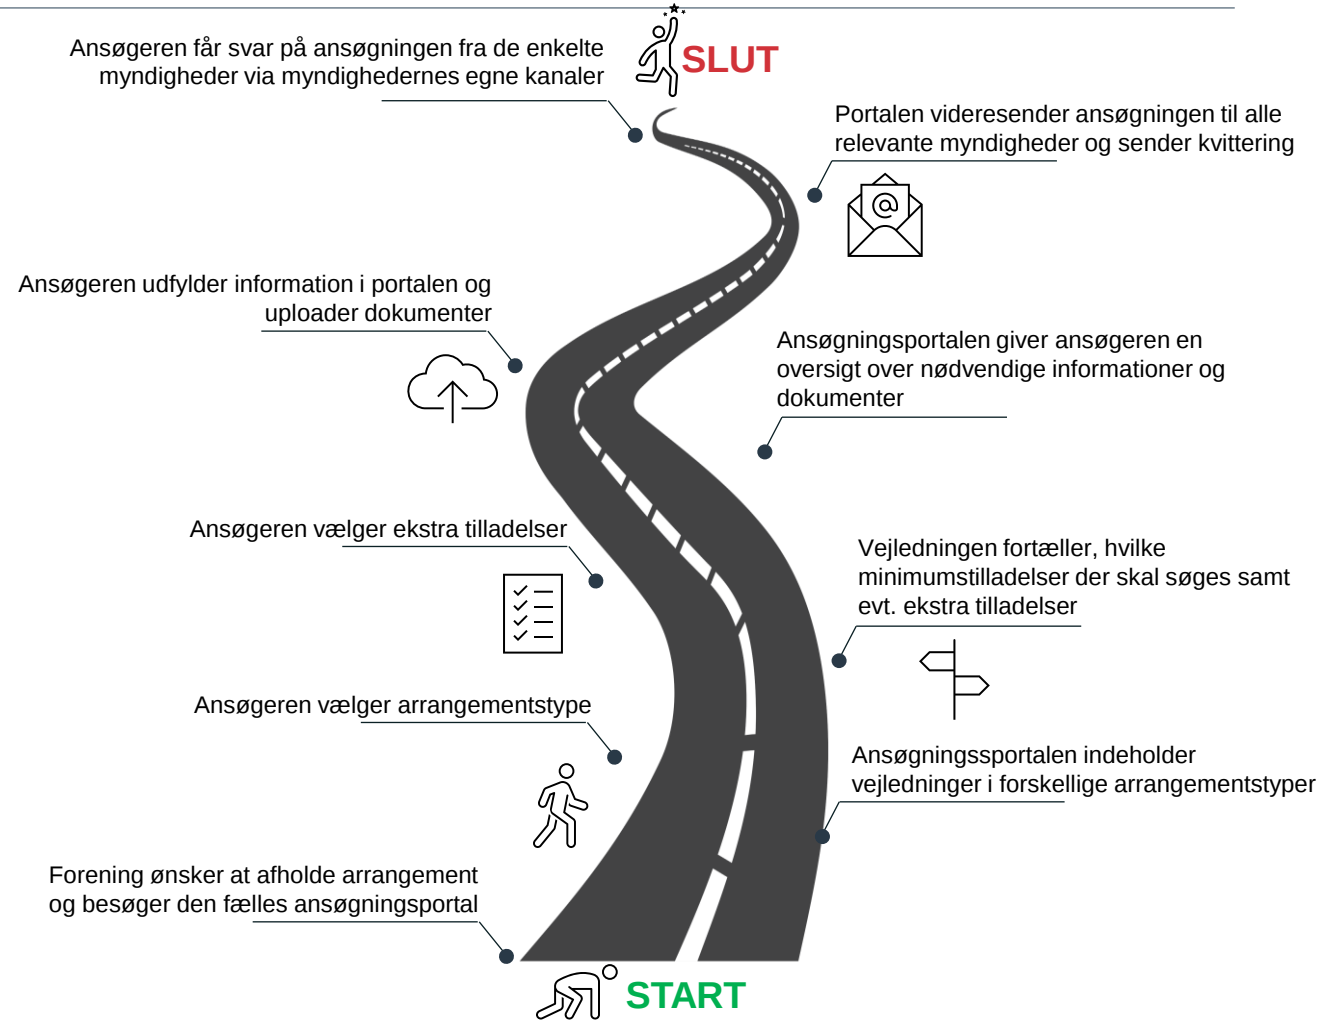 Ansøgeren får svar på ansøgningen fra de enkelte
myndigheder via myndighedernes egne kanaler
SLUT
Portalen videresender ansøgningen til alle
relevante myndigheder og sender kvittering
Ansøgeren udfylder information i portalen og
uploader dokumenter
Ansøgningsportalen giver ansøgeren en
oversigt over nødvendige informationer og
dokumenter
Ansøgeren vælger ekstra tilladelser
Vejledningen fortæller, hvilke
minimumstilladelser der skal søges samt
evt. ekstra tilladelser
Ansøgeren vælger arrangementstype
Ansøgningssportalen indeholder
vejledninger i forskellige arrangementstyper
Forening ønsker at afholde arrangement
og besøger den fælles ansøgningsportal
START